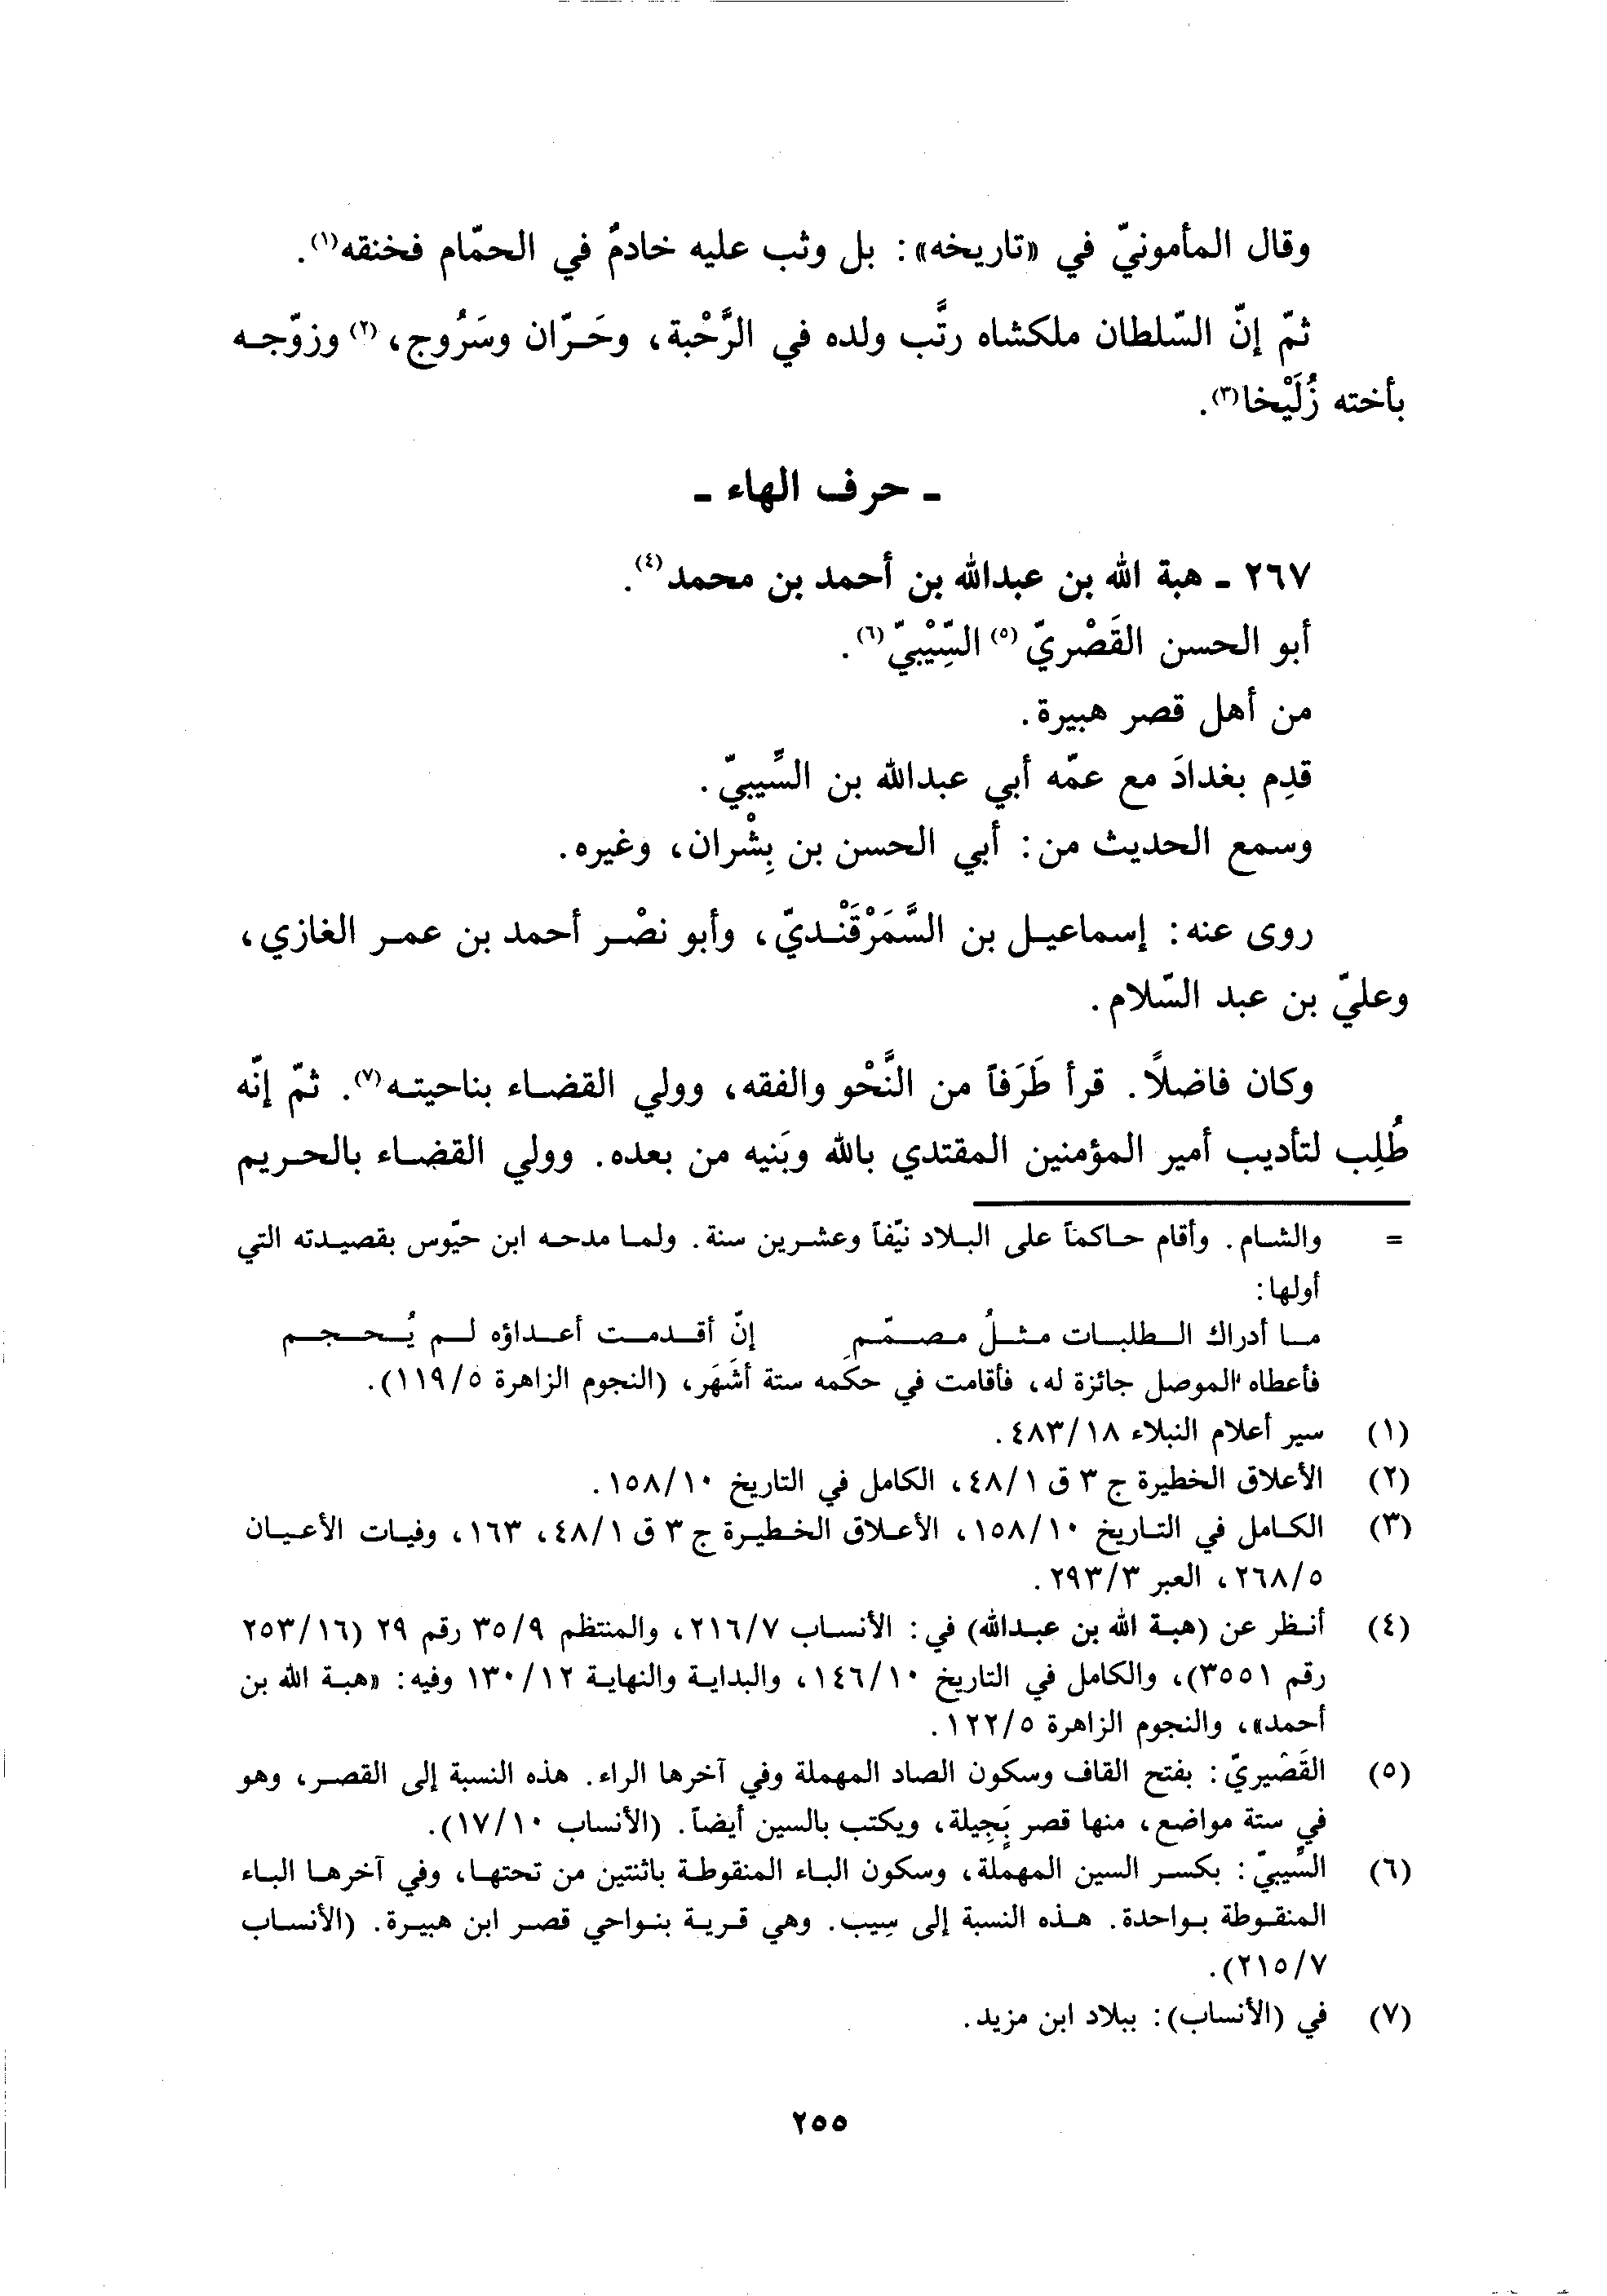 وقال المأمونيّ في «تاريخه»: بل وثب عليه خادمٌ في الحمّام فخنقه(١).
ثمّ إنّ السّلطان ملكشاه رتَّب ولده في الرَّحْبة، وحَرّان وسَرُوج،(٢) وزوّجه
بأخته زُلَيْخا(٣).
- حرف الهاء -
٢٦٧ - هبة الله بن عبدالله بن أحمد بن محمد(٤).
أبو الحسن القَصْريّ(٥) السِّيْبيّ(٦).
من أهل قصر هبيرة.
قدِم بغدادَ مع عمّه أبي عبدالله بن السِّيبيّ.
وسمع الحديث من: أبي الحسن بن بِشْران، وغيره.
روى عنه: إسماعيل بن السَّمَرْقَنْديّ، وأبو نصْر أحمد بن عمر الغازي،
وعليّ بن عبد السّلام.
وكان فاضلاً. قرأ طَرَفاً من النَّحْو والفقه، وولي القضاء بناحيته(٧). ثمّ إنّه
طُلِب لتأديب أمير المؤمنين المقتدي بالله وبَنيه من بعده. وولي القضاء بالحريم
= والشام. وأقام حاكماً على البلاد نيّفاً وعشرين سنة. ولما مدحه ابن حيّوس بقصيدته التي
أولها:
ما أدراك الطلبات مثلُ مصمّمِ إنّ أقدمت أعداؤه لم يُحجم
فأعطاه الموصل جائزة له، فأقامت في حكمه ستة أشهر، (النجوم الزاهرة ١١٩/٥).
(١) سير أعلام النبلاء ٤٨٣/١٨.
(٢) الأعلاق الخطيرة ج ٣ ق ٤٨/١، الكامل في التاريخ ١٥٨/١٠.
(٣) الكامل في التاريخ ١٥٨/١٠، الأعلاق الخطيرة ج ٣ ق ٤٨/١، ١٦٣، وفيات الأعيان
٢٦٨/٥، العبر ٢٩٣/٣.
(٤) أنظر عن (هبة الله بن عبدالله) في: الأنساب ٢١٦/٧، والمنتظم ٣٥/٩ رقم ٢٩ (٢٥٣/١٦
رقم ٣٥٥١)، والكامل في التاريخ ١٤٦/١٠، والبداية والنهاية ١٣٠/١٢ وفيه: «هبة الله بن
أحمد»، والنجوم الزاهرة ١٢٢/٥.
(٥) القَصْيريّ: بفتح القاف وسكون الصاد المهملة وفي آخرها الراء. هذه النسبة إلى القصر، وهو
في ستة مواضع، منها قصر بَجِيلة، ويكتب بالسين أيضاً. (الأنساب ١٧/١٠).
(٦) السِّيبيّ: بكسر السين المهملة، وسكون الباء المنقوطة باثنتين من تحتها، وفي آخرها الباء
المنقوطة بواحدة. هذه النسبة إلى سِيب. وهي قرية بنواحي قصر ابن هبيرة. (الأنساب
٢١٥/٧).
(٧) في (الأنساب): ببلاد ابن مزيد.
٢٥٥